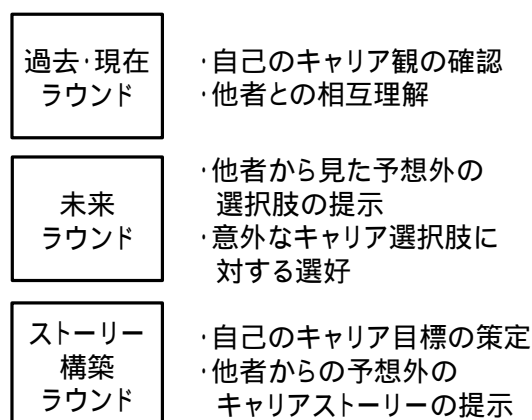 過去·現在
ラウンド
·自己のキャリア観の確認
·他者との相互理解
未来
ラウンド
·他者から見た予想外の
選択肢の提示
·意外なキャリア選択肢に
対する選好
ストーリー
構築
ラウンド
·自己のキャリア目標の策定
·他者からの予想外の
キャリアストーリーの提示